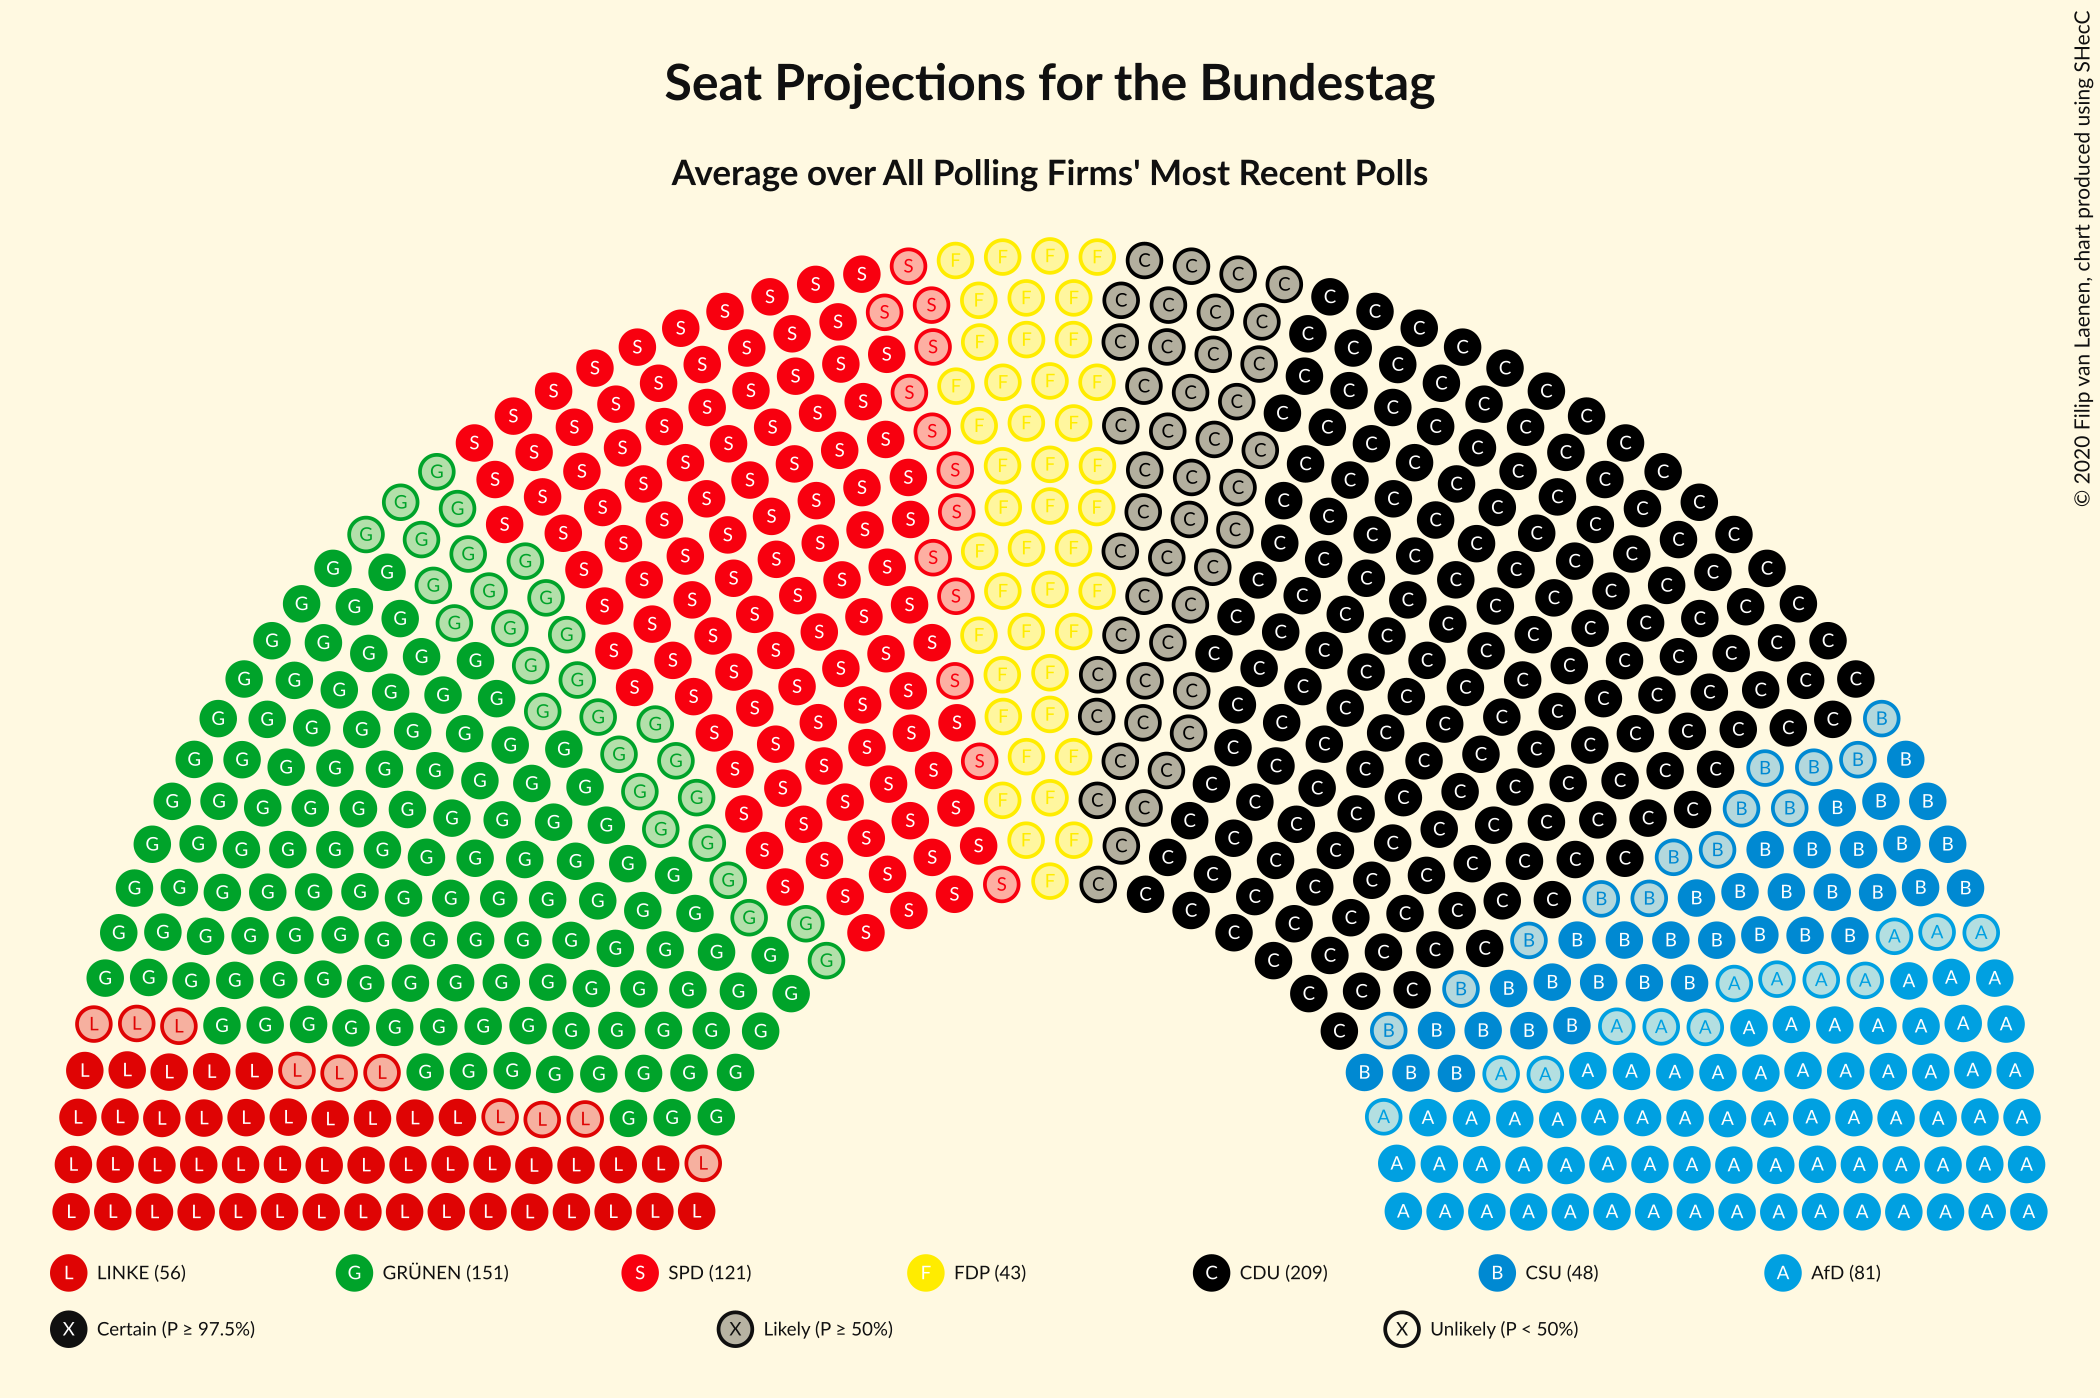 Seat Projections for the Bundestag
Average over All Polling Firms' Most Recent Polls
© 2020 Filip van Laenen, chart produced using SHecC
L LINKE (56)
G GRÜNEN (151)
S SPD (121)
F FDP (43)
C CDU (209)
B CSU (48)
A AfD (81)
X Certain (P ≥ 97.5%)
X Likely (P ≥ 50%)
X Unlikely (P < 50%)